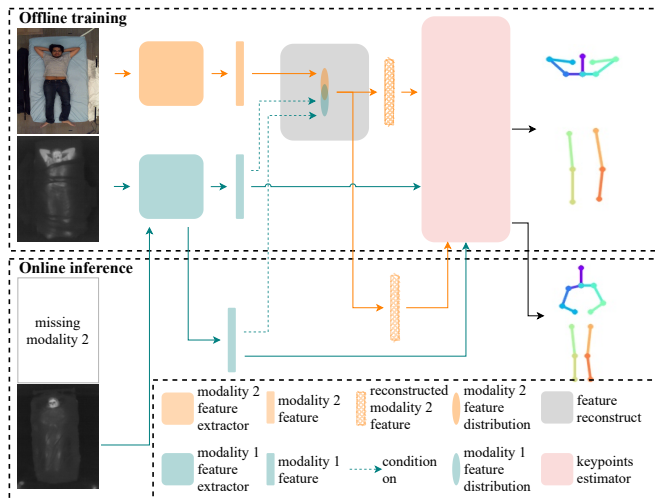 Offline training
Online inference
missing
modality 2
modality 2
feature
extractor
modality 2
feature
reconstructed
modality 2
feature
modality 2
feature
distribution
feature
reconstruct
modality 1
feature
extractor
modality 1
feature
condition
on
modality 1
feature
distribution
keypoints
estimator